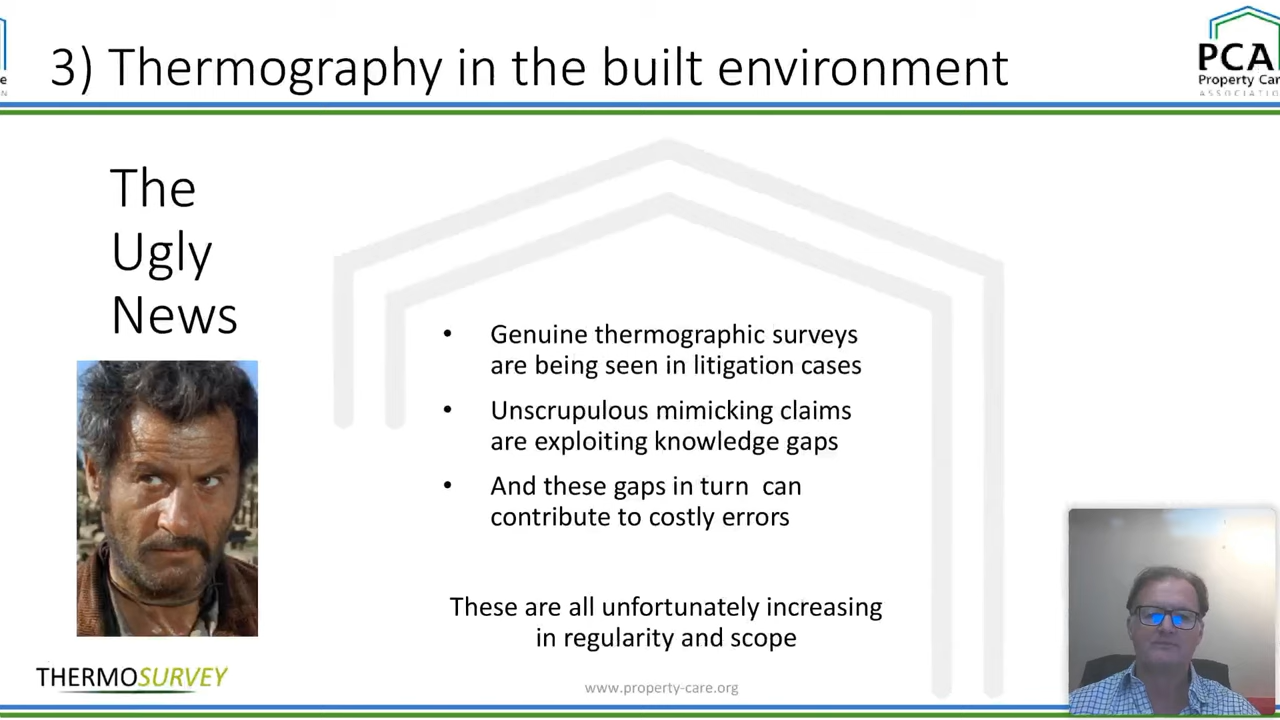 3) Thermography in the built environment
e
N
PCA
Property Car
ASSOCIATIO
The
Ugly
News
• Genuine thermographic surveys
are being seen in litigation cases
• Unscrupulous mimicking claims
are exploiting knowledge gaps
• And these gaps in turn can
contribute to costly errors
These are all unfortunately increasing
in regularity and scope
THERMOSURVEY
www.property-care.org